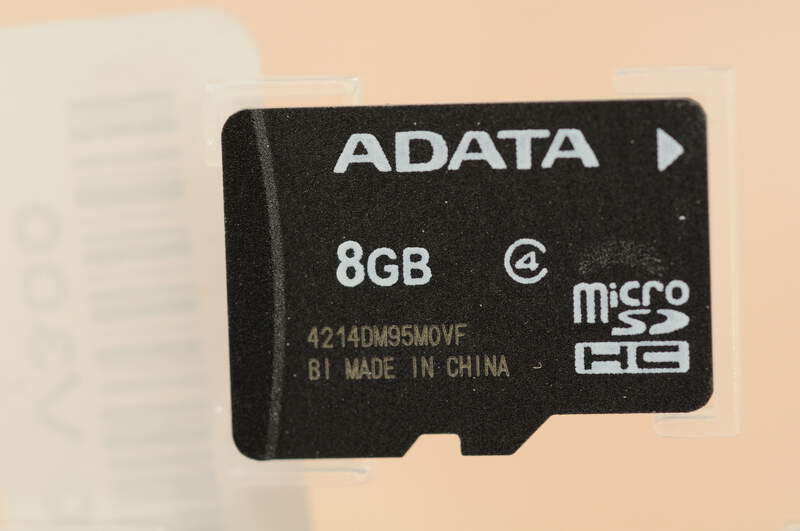 ADATA
8GB
4
micro
SD
HC
4214DM95M0VF
BI MADE IN CHINA